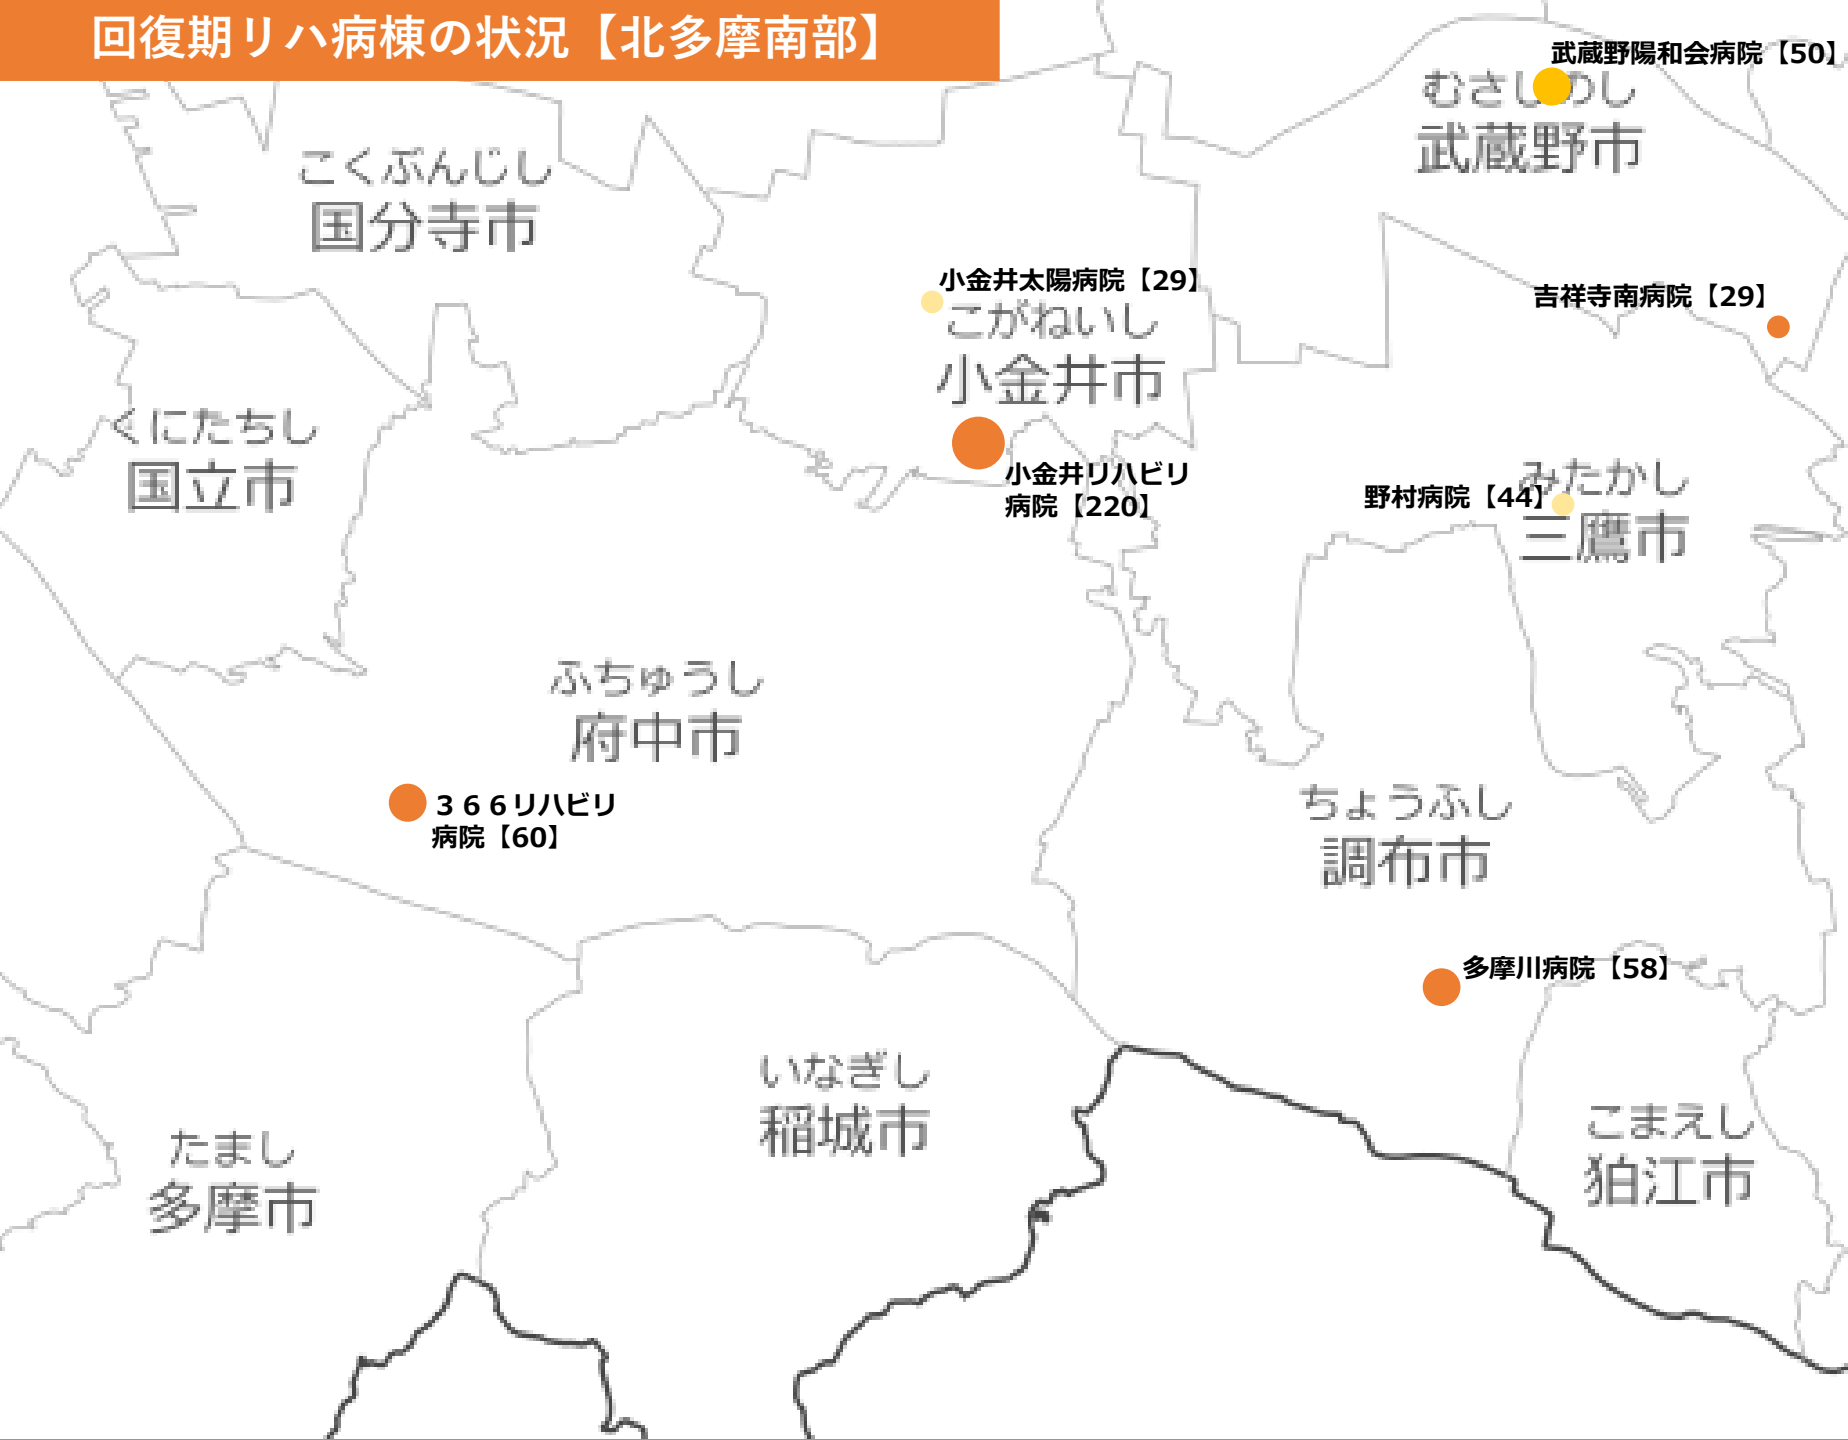 回復期リハ病棟の状況【北多摩南部】
武蔵野陽和会病院【50】
むさしのし
武蔵野市
こくぶんじし
国分寺市
小金井太陽病院【29】
こがねいし
小金井市
吉祥寺南病院【29】
くにたちし
国立市
小金井リハビリ
病院【220】
野村病院【44】
みたかし
三鷹市
ふちゅうし
府中市
３６６リハビリ
病院【60】
ちょうふし
調布市
多摩川病院【58】
いなぎし
稲城市
こまえし
狛江市
たまし
多摩市